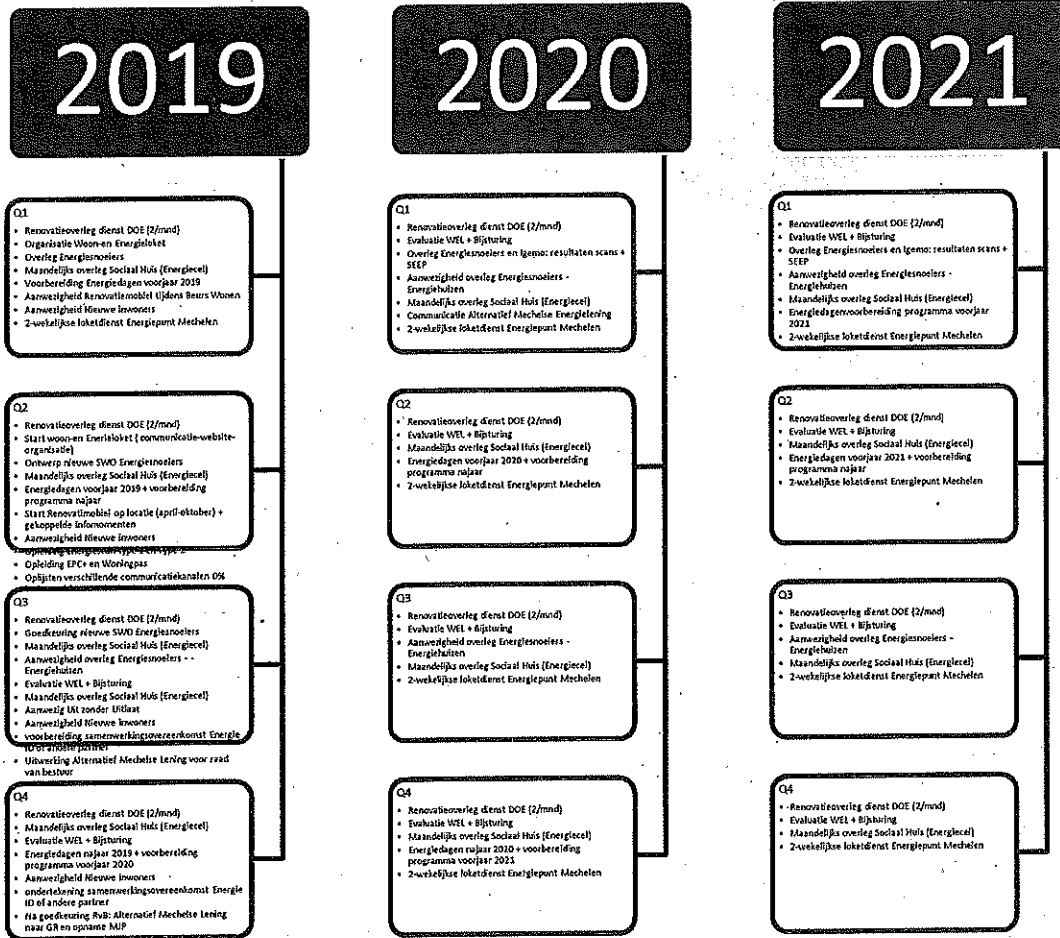 2019
Q1
• Renovatieoverleg dienst DOE (2/mnd)
• Organisatie Woon-en Energieloket
• Overleg Energiesnoeiers
• Maandelijks overleg Sociaal Huis (Energiecel)
• Voorbereiding Energiedagen voorjaar 2019
• Aanwezigheid Renovatiemobiel tijdens Beurs Wonen
• Aanwezigheid Nieuwe Inwoners
• 2-wekelijkse loketdienst Energiepunt Mechelen
Q2
• Renovatieoverleg dienst DOE (2/mnd)
• Start woon-en Enerieloket ( communicatie-website-
organisatie)
• Ontwerp nieuwe SWO Energiesnoeiers
• Maandelijks overleg Sociaal Huis (Energiecel)
• Energiedagen voorjaar 2019 + voorbereiding
programma najaar
• Start Renovatimobiel op locatie (april-oktober) +
gekoppelde infomomenten
• Aanwezigheid Nieuwe inwoners
• Opleiding EPC+ en Woningpas
• Oplijsten verschillende communicatiekanalen 0%
Q3
• Renovatieoverleg dienst DOE (2/mnd)
• Goedkeuring nieuwe SWO Energiesnoeiers
• Maandelijks overleg Sociaal Huis (Energiecel)
• Aanwezigheid overleg Energiesnoeiers - -
Energiehuizen
• Evaluatie WEL + Bijsturing
• Maandelijks overleg Sociaal Huis (Energiecel)
• Aanwezig Uit zonder Uitlaat
• Aanwezigheid Nieuwe inwoners
• voorbereiding samenwerkingsovereenkomst Energie
ID of andere partner
• Uitwerking Alternatief Mechelse Lening voor raad
van bestuur
Q4
• Renovatieoverleg dienst DOE (2/mnd)
• Maandelijks overleg Sociaal Huis (Energiecel)
• Evaluatie WEL + Bijsturing
• Energiedagen najaar 2019 + voorbereiding
programma voorjaar 2020
• Aanwezigheid Nieuwe inwoners
• ondertekening samenwerkingsovereenkomst Energie
ID of andere partner
• Na goedkeuring RvB: Alternatief Mechelse Lening
naar GR en opname MJP
2020
Q1
• Renovatieoverleg dienst DOE (2/mnd)
• Evaluatie WEL + Bijsturing
• Overleg Energiesnoeiers en Igemo: resultaten scans +
SEEP
• Aanwezigheid overleg Energiesnoeiers -
Energiehuizen
• Maandelijks overleg Sociaal Huis (Energiecel)
• Communicatie Alternatief Mechelse Energielening
• 2-wekelijkse loketdienst Energiepunt Mechelen
Q2
• Renovatieoverleg dienst DOE (2/mnd)
• Evaluatie WEL + Bijsturing
• Maandelijks overleg Sociaal Huis (Energiecel)
• Energiedagen voorjaar 2020 + voorbereiding
programma najaar
• 2-wekelijkse loketdienst Energiepunt Mechelen
Q3
• Renovatieoverleg dienst DOE (2/mnd)
• Evaluatie WEL + Bijsturing
• Aanwezigheid overleg Energiesnoeiers -
Energiehuizen
• Maandelijks overleg Sociaal Huis (Energiecel)
• 2-wekelijkse loketdienst Energiepunt Mechelen
Q4
• Renovatieoverleg dienst DOE (2/mnd)
• Evaluatie WEL + Bijsturing
• Maandelijks overleg Sociaal Huis (Energiecel)
• Energiedagen najaar 2020 + voorbereiding
programma voorjaar 2021
• 2-wekelijkse loketdienst Energiepunt Mechelen
2021
Q1
• Renovatieoverleg dienst DOE (2/mnd)
• Evaluatie WEL + Bijsturing
• Overleg Energiesnoeiers en Igemo: resultaten scans +
SEEP
• Aanwezigheid overleg Energiesnoeiers -
Energiehuizen
• Maandelijks overleg Sociaal Huis (Energiecel)
• Energiedagenvoorbereiding programma voorjaar
2021
• 2-wekelijkse loketdienst Energiepunt Mechelen
Q2
• Renovatieoverleg dienst DOE (2/mnd)
• Evaluatie WEL + Bijsturing
• Maandelijks overleg Sociaal Huis (Energiecel)
• Energiedagen voorjaar 2021 + voorbereiding
programma najaar
• 2-wekelijkse loketdienst Energiepunt Mechelen
Q3
• Renovatieoverleg dienst DOE (2/mnd)
• Evaluatie WEL + Bijsturing
• Aanwezigheid overleg Energiesnoeiers -
Energiehuizen
• Maandelijks overleg Sociaal Huis (Energiecel)
• 2-wekelijkse loketdienst Energiepunt Mechelen
Q4
• Renovatieoverleg dienst DOE (2/mnd)
• Evaluatie WEL + Bijsturing
• Maandelijks overleg Sociaal Huis (Energiecel)
• 2-wekelijkse loketdienst Energiepunt Mechelen